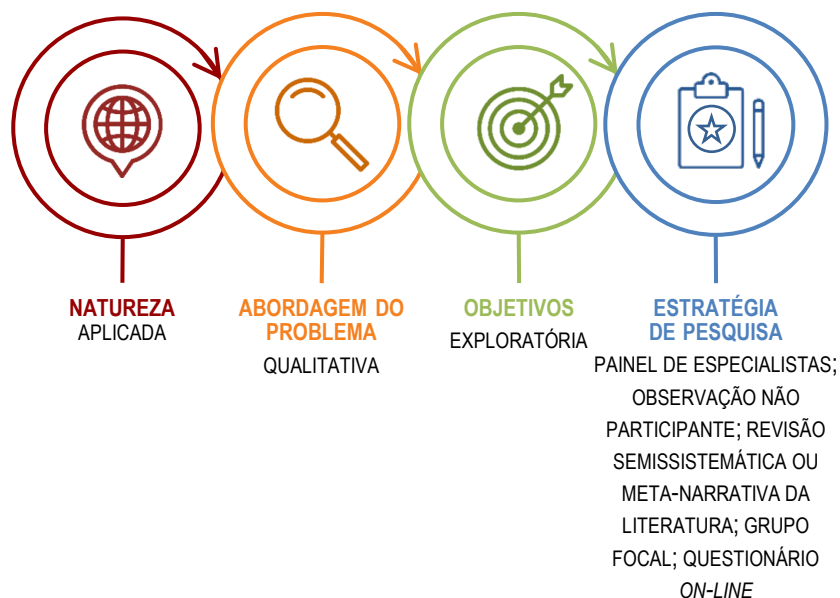 NATUREZA
APLICADA
ABORDAGEM DO
PROBLEMA
QUALITATIVA
OBJETIVOS
EXPLORATÓRIA
ESTRATÉGIA
DE PESQUISA
PAINEL DE ESPECIALISTAS;
OBSERVAÇÃO NÃO
PARTICIPANTE; REVISÃO
SEMISSISTEMÁTICA OU
META-NARRATIVA DA
LITERATURA; GRUPO
FOCAL; QUESTIONÁRIO
ON-LINE